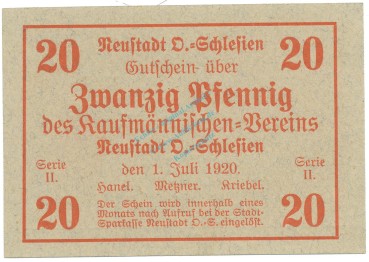 20 Neustadt O.=Schlesien 20
Gutschein über
Zwanzig Pfennig
des Kaufmännischen=Vereins
Neustadt O.=Schlesien
Serie II. den 1. Juli 1920. Serie II.
Hanel. Metzner. Kriebel.
20 Der Schein wird innerhalb eines 20
Monats nach Aufruf bei der Stadt-
Sparkasse Neustadt O.-S. eingelöst.